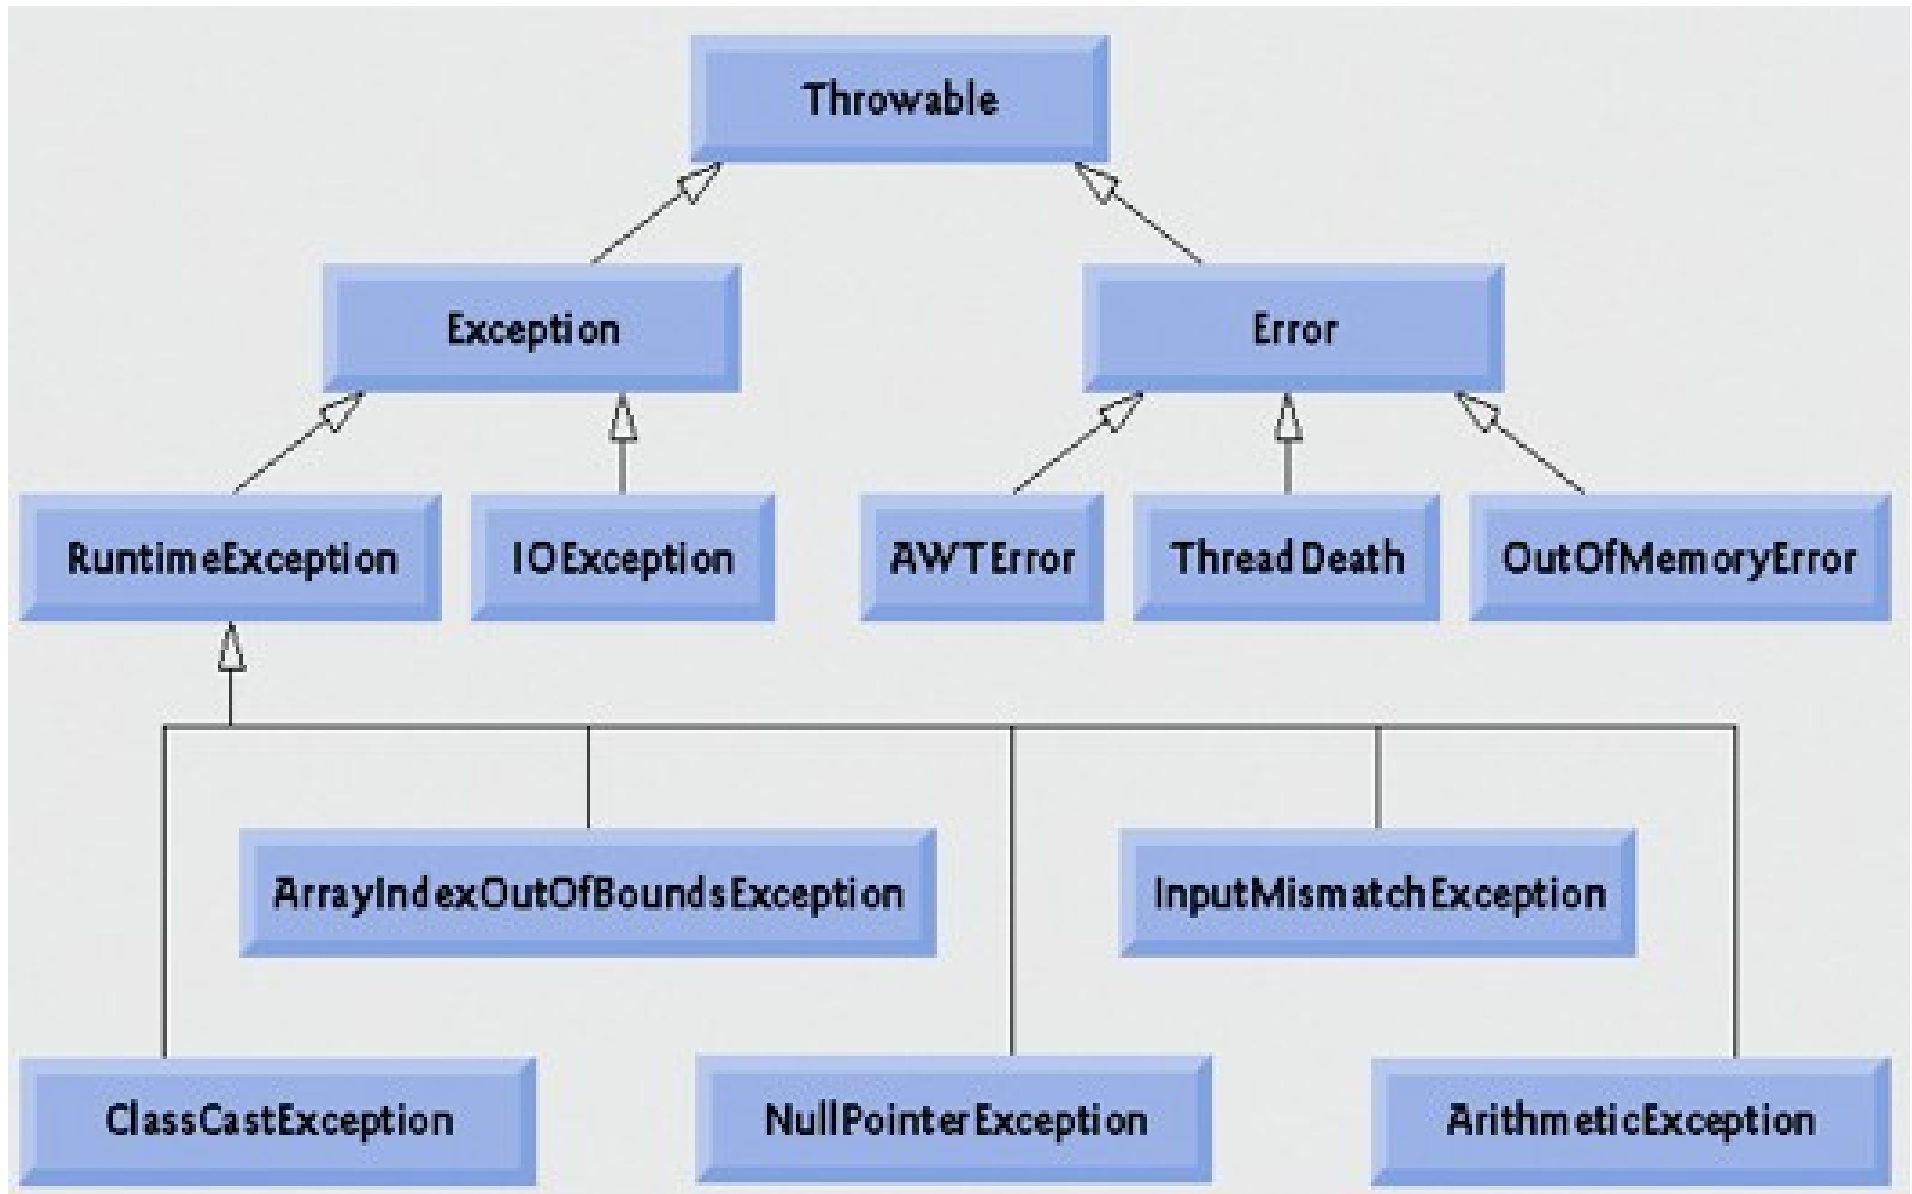 Throwable
Exception
Error
RuntimeException
IOException
AWTError
ThreadDeath
OutOfMemoryError
ArrayIndexOutOfBoundsException
InputMismatchException
ClassCastException
NullPointerException
ArithmeticException